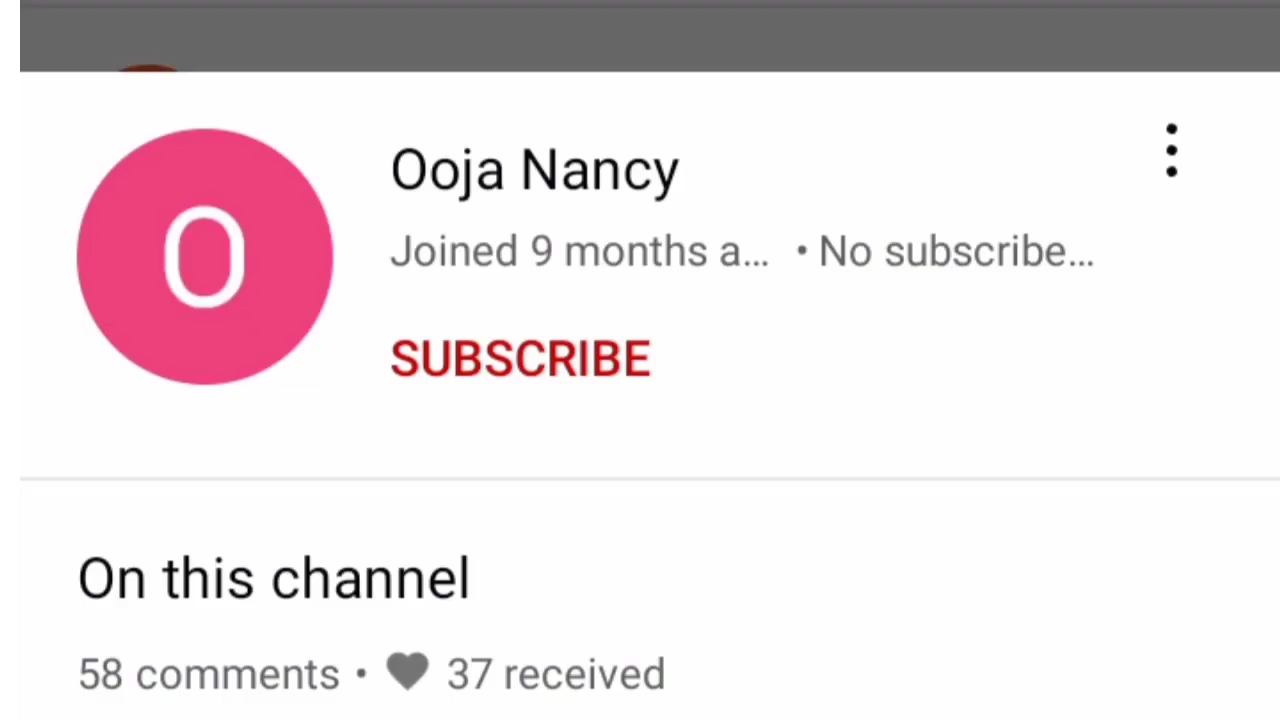 O
Ooja Nancy
Joined 9 months a... • No subscribe...
SUBSCRIBE
On this channel
58 comments • 37 received